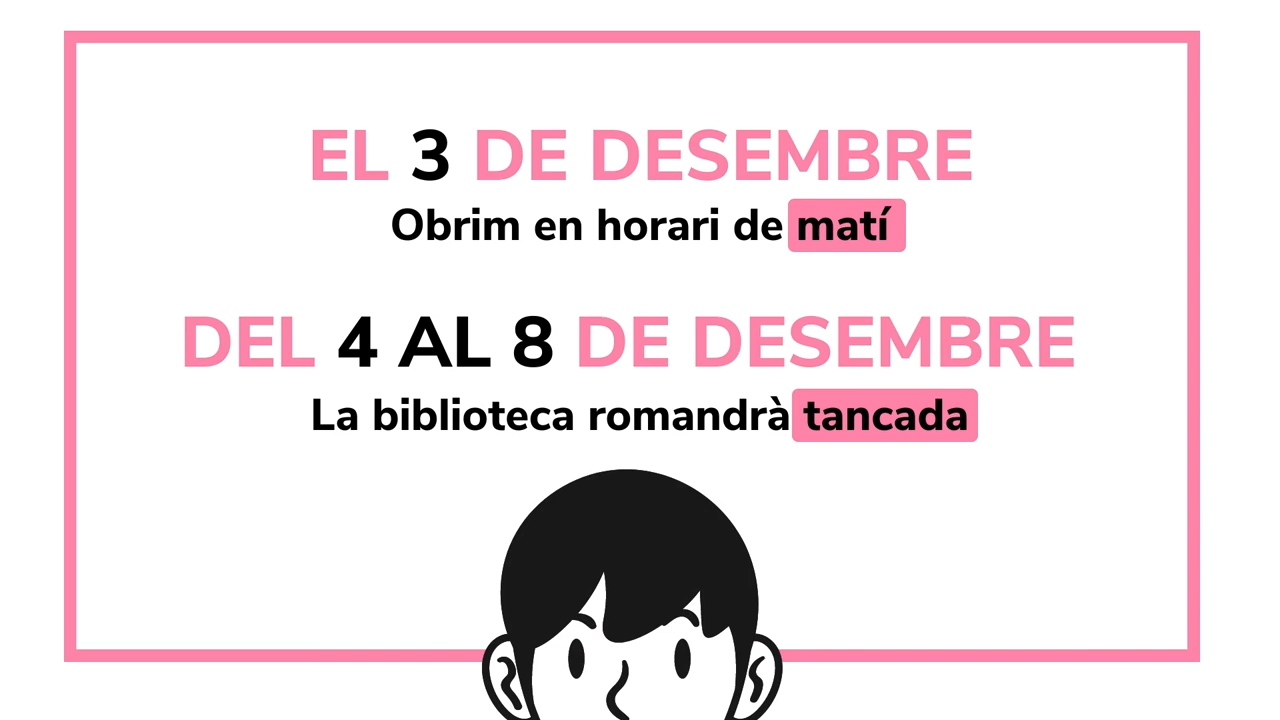 EL 3 DE DESEMBRE
Obrim en horari de matí
DEL 4 AL 8 DE DESEMBRE
La biblioteca romandrà tancada